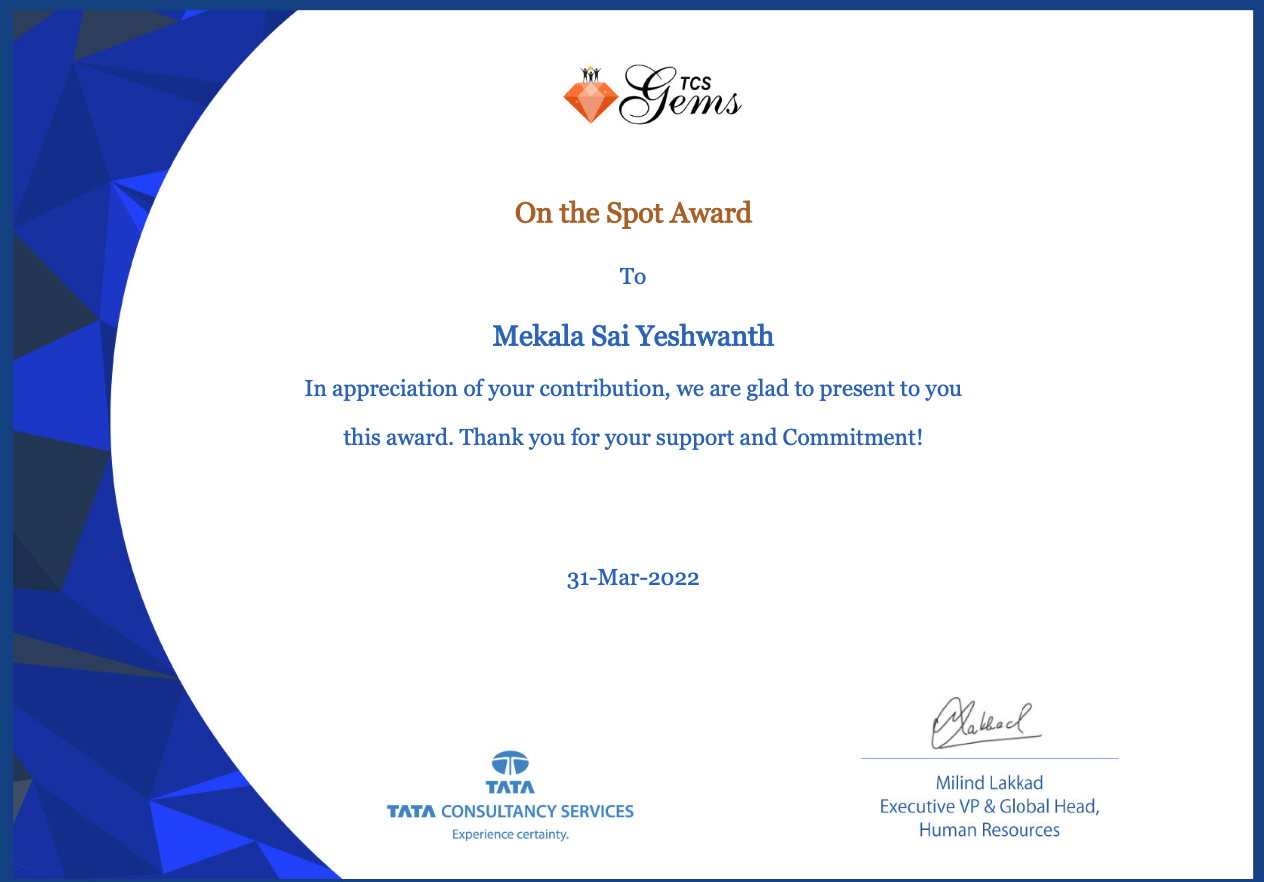 TCS
Gems
On the Spot Award
To
Mekala Sai Yeshwanth
In appreciation of your contribution, we are glad to present to you
this award. Thank you for your support and Commitment!
31-Mar-2022
Lakkad
TATA
TATA CONSULTANCY SERVICES
Experience certainty.
Milind Lakkad
Executive VP & Global Head,
Human Resources